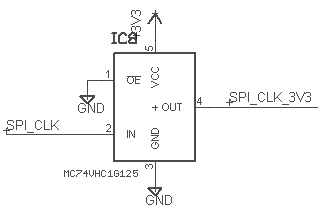 3V3
IC8
5
1
OE
VCC
GND
+ OUT
4
SPI_CLK_3V3
SPI_CLK
2
IN
GND
MC74VHC1G125
3
GND